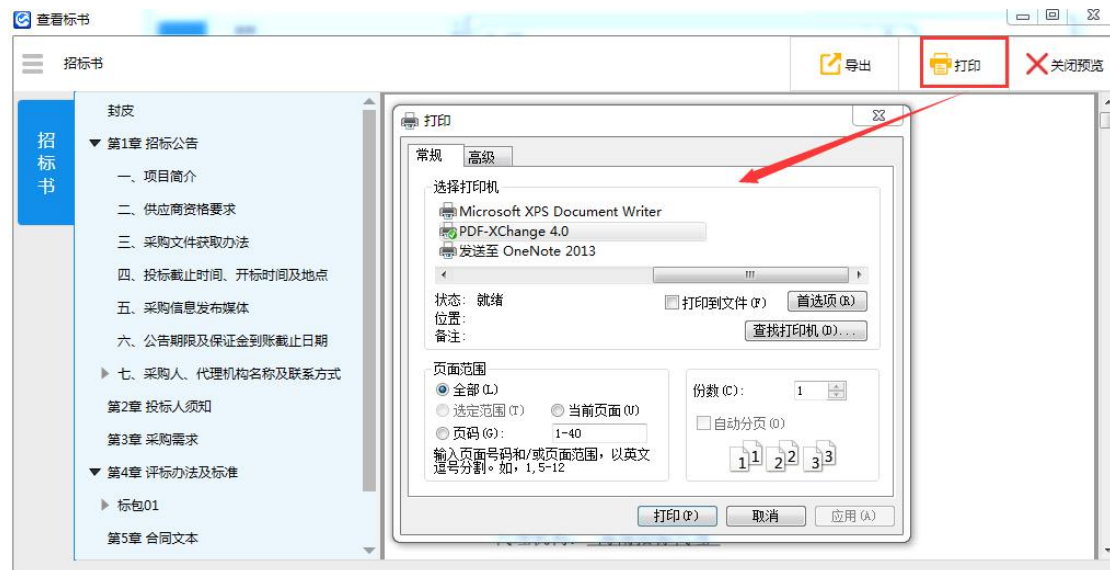 查看标书
招标书
导出
打印
关闭预览
招标书
封皮
第1章 招标公告
一、项目简介
二、供应商资格要求
三、采购文件获取办法
四、投标截止时间、开标时间及地点
五、采购信息发布媒体
六、公告期限及保证金到账截止日期
七、采购人、代理机构名称及联系方式
第2章 投标人须知
第3章 采购需求
第4章 评标办法及标准
标包01
第5章 合同文本
打印
常规 高级
选择打印机
Microsoft XPS Document Writer
PDF-XChange 4.0
发送至 OneNote 2013
状态: 就绪
打印到文件(F) 首选项(R)
位置:
备注:
查找打印机(D)...
页面范围
全部(L)
选定范围(T) 当前页面(U)
页码(G): 1-40
输入页面号码和/或页面范围，以英文
逗号分割。如，1,5-12
份数(C): 1
自动分页(O)
1 1 2 2 3 3
打印(P) 取消 应用(A)